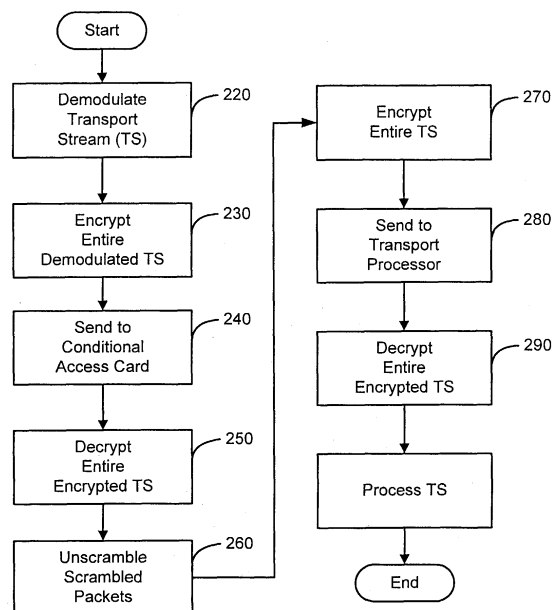 Start
Demodulate
Transport
Stream (TS)
220
Encrypt
Entire
Demodulated TS
230
Send to
Conditional
Access Card
240
Decrypt
Entire
Encrypted TS
250
Unscramble
Scrambled
Packets
260
Encrypt
Entire TS
270
Send to
Transport
Processor
280
Decrypt
Entire
Encrypted TS
290
Process TS
End